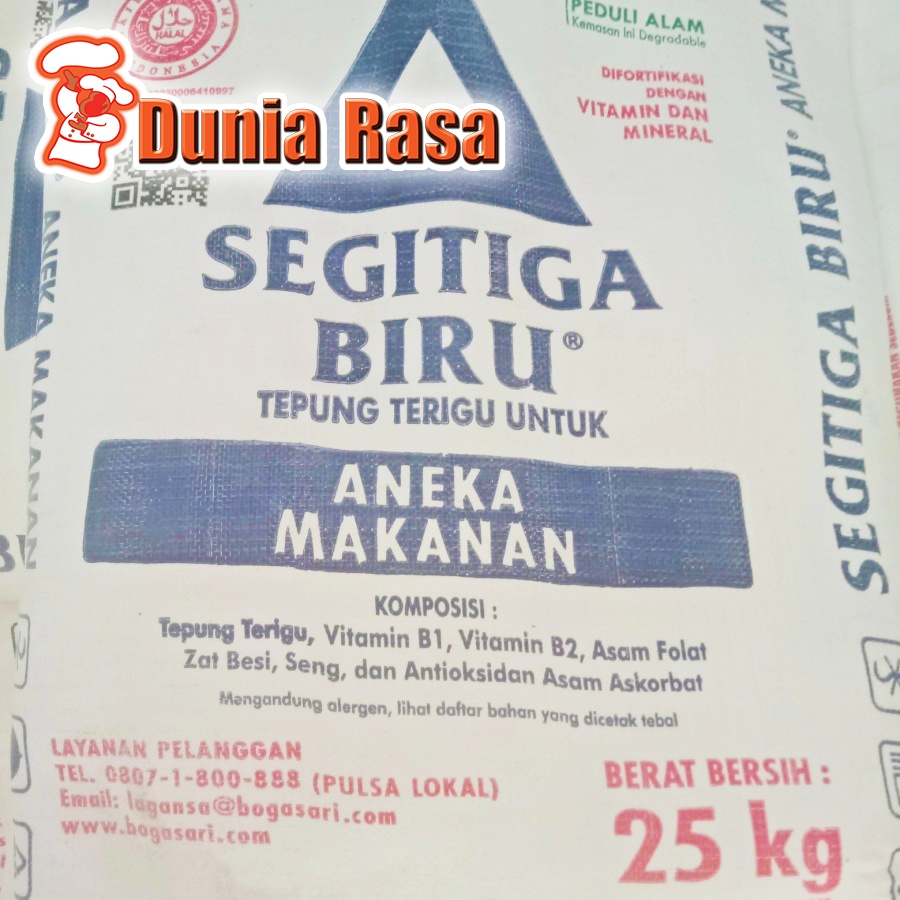 PEDULI ALAM
Kemasan Ini Degradable
حلال
HALAL
INDONESIA
Dunia Rasa
DIFORTIFIKASI
DENGAN
VITAMIN DAN
MINERAL
SEGITIGA
BIRU®
TEPUNG TERIGU UNTUK
ANEKA
MAKANAN
KOMPOSISI :
Tepung Terigu, Vitamin B1, Vitamin B2, Asam Folat
Zat Besi, Seng, dan Antioksidan Asam Askorbat
Mengandung alergen, lihat daftar bahan yang dicetak tebal
LAYANAN PELANGGAN
TEL. 0807-1-800-888 (PULSA LOKAL)
Email: lagansa@bogasari.com
www.bogasari.com
BERAT BERSIH :
25 kg
SEGITIGA BIRU® ANEKA
ANEKA MAKANAN